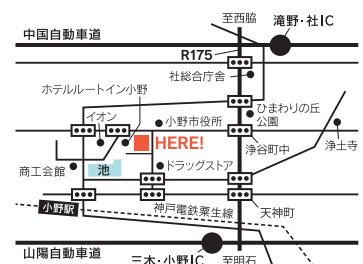 至西脇
滝野・社IC
中国自動車道
R175
社総合庁舎
ホテルルートイン小野
ひまわりの丘
公園
イオン
小野市役所
HERE!
浄谷町中
浄土寺
商工会館
池
ドラッグストア
小野駅
神戸電鉄粟生線
天神町
山陽自動車道
三木・小野IC
至明石